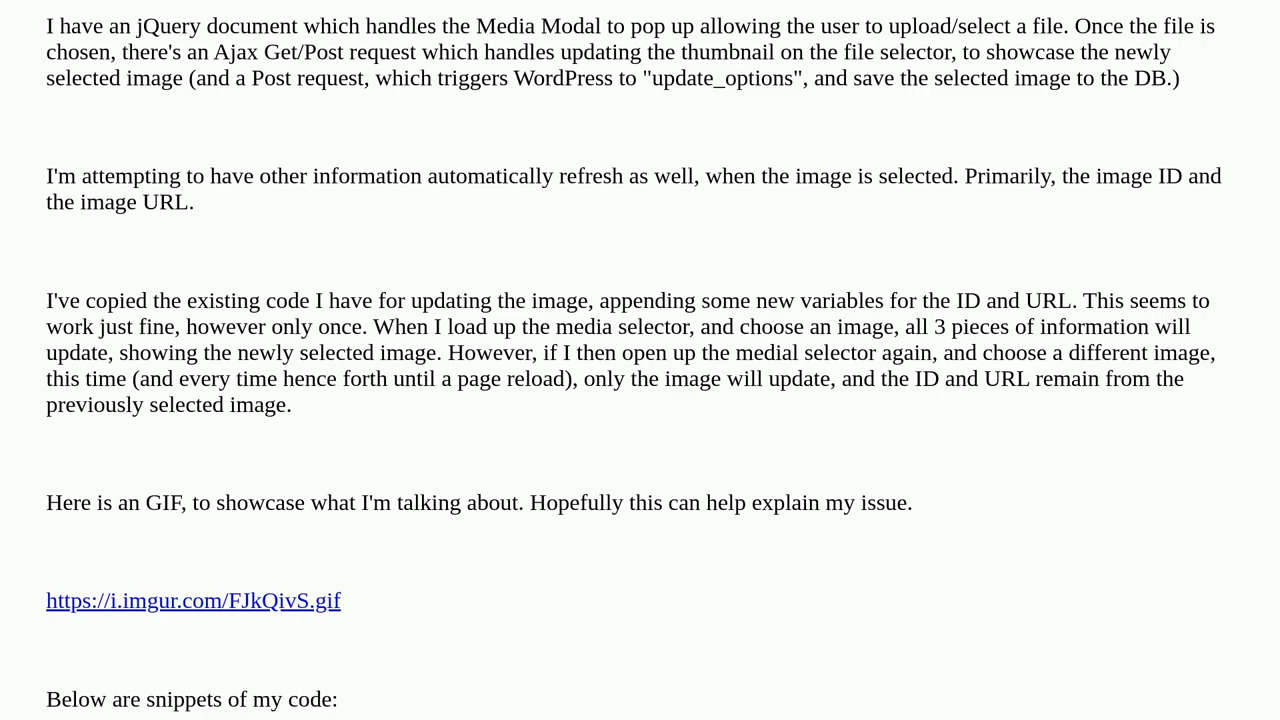 I have an jQuery document which handles the Media Modal to pop up allowing the user to upload/select a file. Once the file is
chosen, there's an Ajax Get/Post request which handles updating the thumbnail on the file selector, to showcase the newly
selected image (and a Post request, which triggers WordPress to "update_options", and save the selected image to the DB.)
I'm attempting to have other information automatically refresh as well, when the image is selected. Primarily, the image ID and
the image URL.
I've copied the existing code I have for updating the image, appending some new variables for the ID and URL. This seems to
work just fine, however only once. When I load up the media selector, and choose an image, all 3 pieces of information will
update, showing the newly selected image. However, if I then open up the medial selector again, and choose a different image,
this time (and every time hence forth until a page reload), only the image will update, and the ID and URL remain from the
previously selected image.
Here is an GIF, to showcase what I'm talking about. Hopefully this can help explain my issue.
https://i.imgur.com/FJkQivS.gif
Below are snippets of my code: